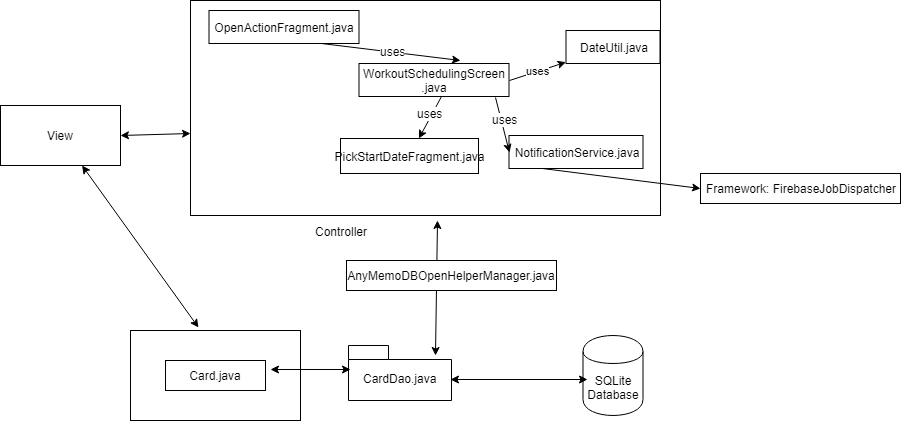 OpenActionFragment.java
uses
DateUtil.java
WorkoutSchedulingScreen
.java
uses
View
uses
uses
PickStartDateFragment.java
NotificationService.java
Framework: FirebaseJobDispatcher
Controller
AnyMemoDBOpenHelperManager.java
Card.java
CardDao.java
SQLite
Database